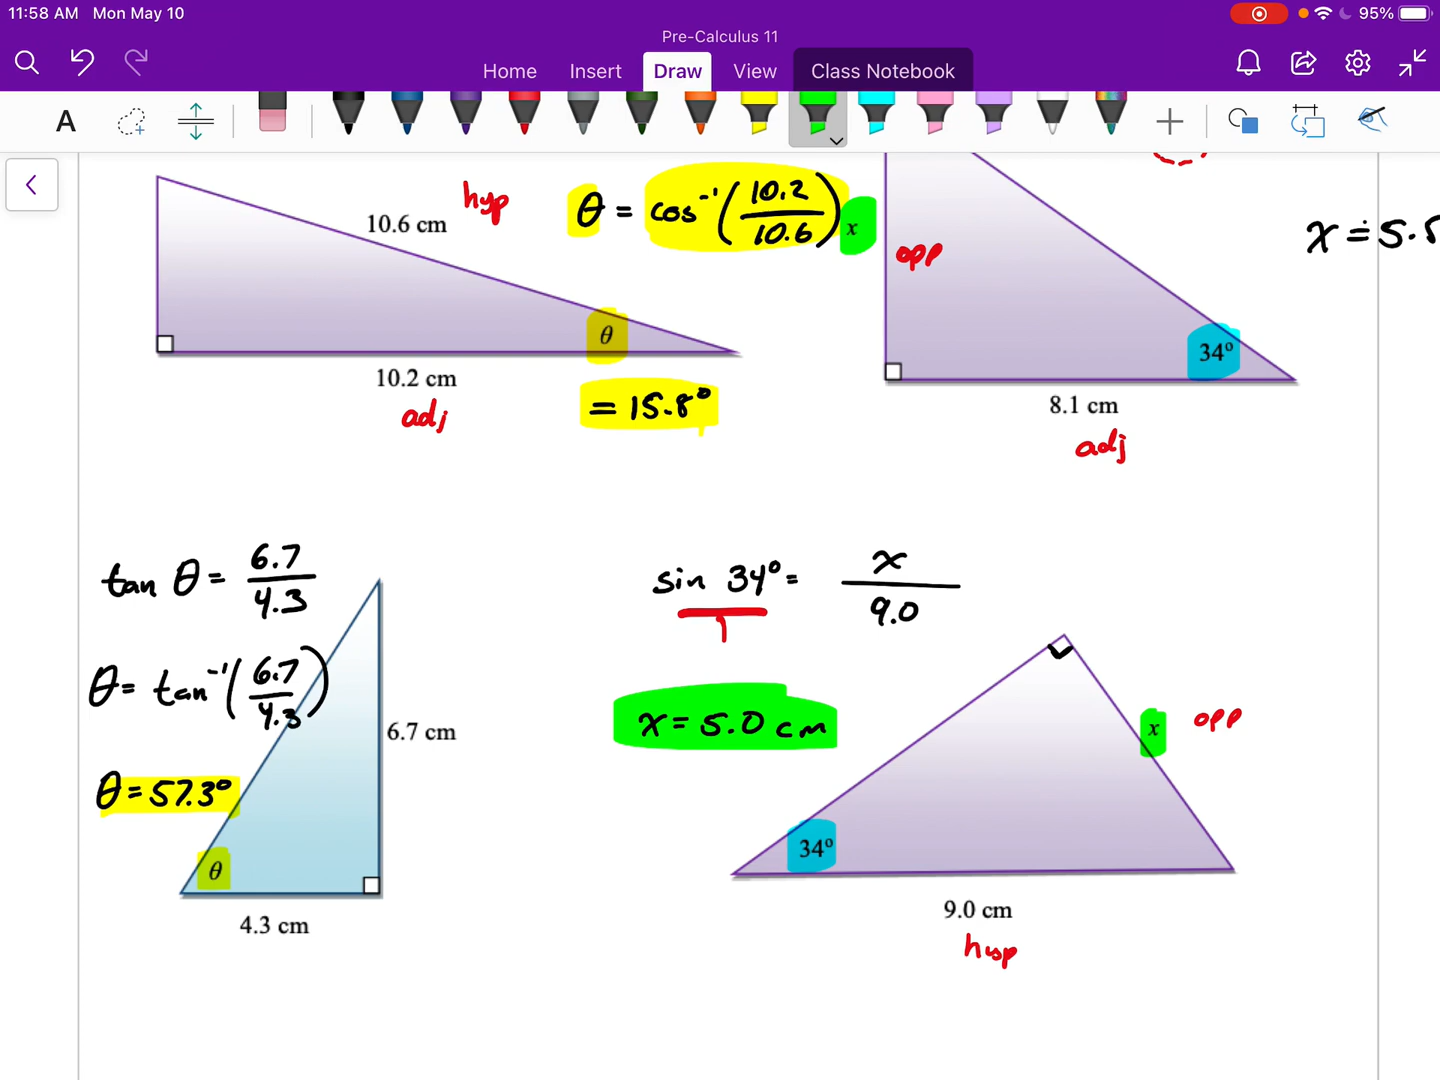 11:58 AM Mon May 10
95%
Pre-Calculus 11
Home Insert Draw View Class Notebook
A
10.6 cm
hyp
θ = cos⁻¹(10.2/10.6)
x
opp
x ≐ 5.5
θ
34°
10.2 cm
adj
= 15.8°
8.1 cm
adj
tan θ = 6.7/4.3
sin 34° = x/9.0
1
θ = tan⁻¹(6.7/4.3)
6.7 cm
x = 5.0 cm
x
opp
θ = 57.3°
θ
34°
4.3 cm
9.0 cm
hyp